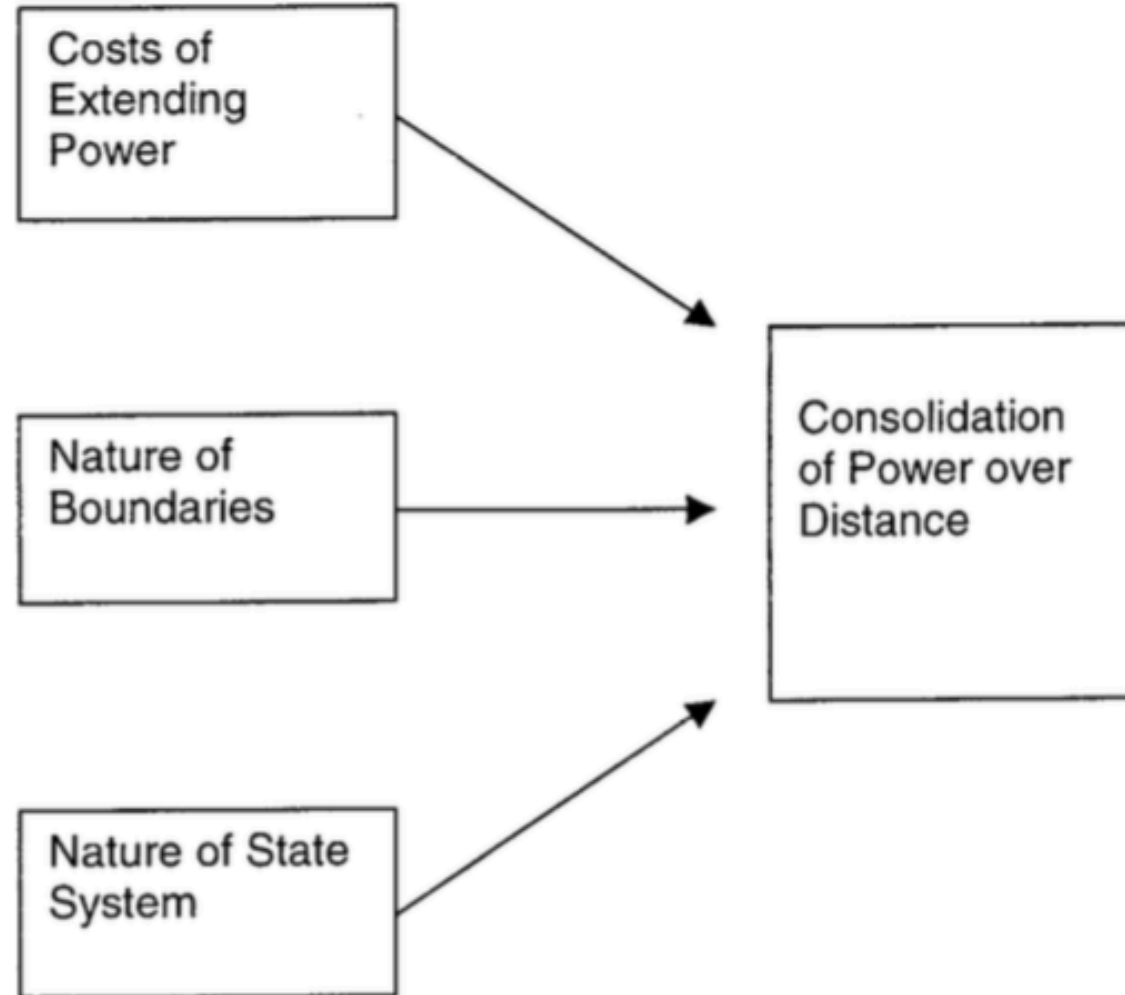 Costs of
Extending
Power
Nature of
Boundaries
Consolidation
of Power over
Distance
Nature of State
System